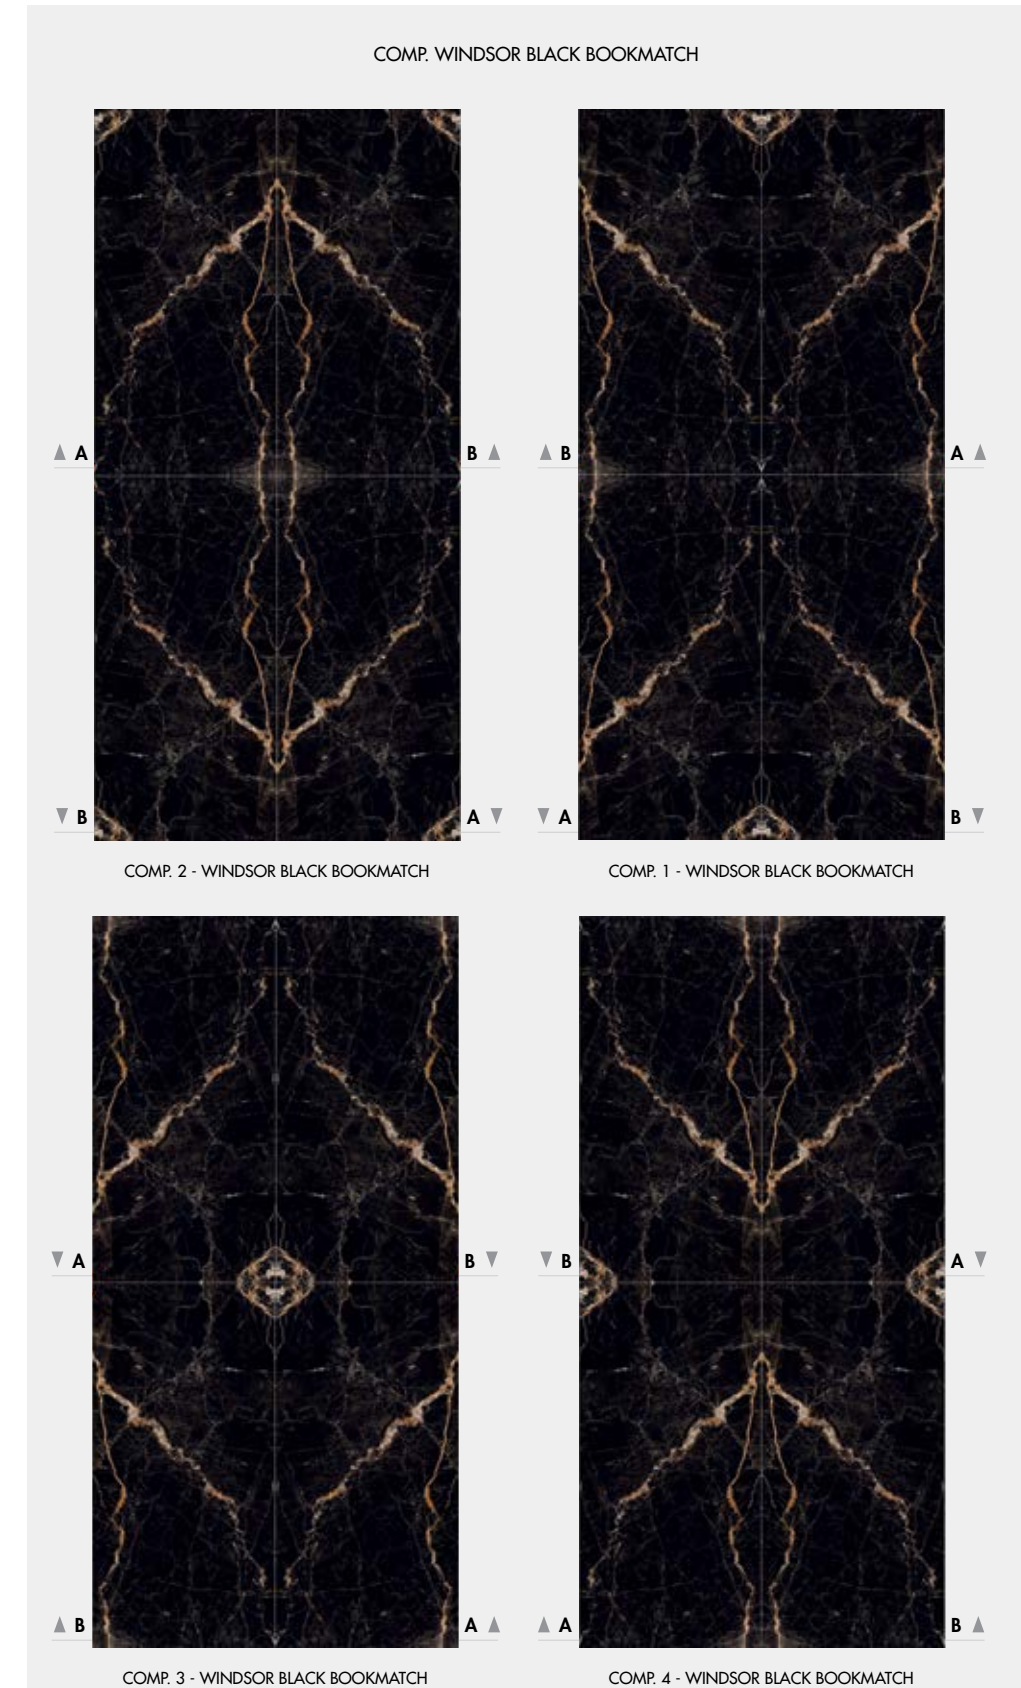 COMP. WINDSOR BLACK BOOKMATCH
▲ A B ▲
▲ B A ▲
▼ B A ▼
▼ A B ▼
COMP. 2 - WINDSOR BLACK BOOKMATCH
COMP. 1 - WINDSOR BLACK BOOKMATCH
▼ A B ▼
▼ B A ▼
▲ B A ▲
▲ A B ▲
COMP. 3 - WINDSOR BLACK BOOKMATCH
COMP. 4 - WINDSOR BLACK BOOKMATCH